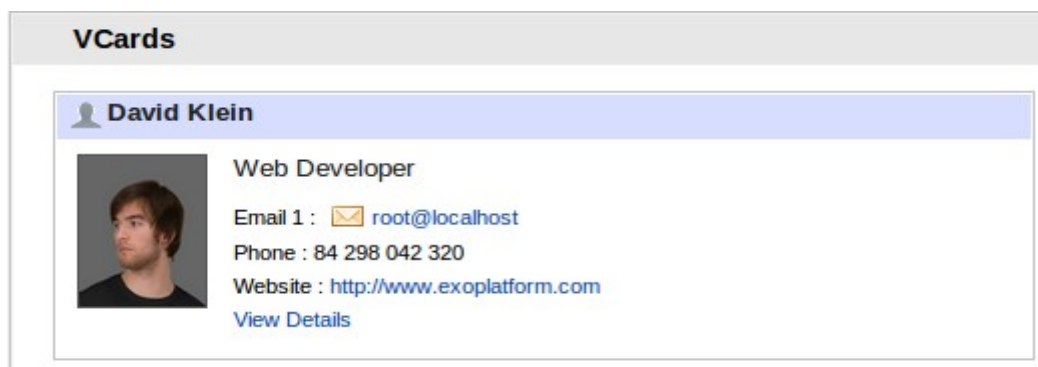 VCards
David Klein
Web Developer
Email 1 : root@localhost
Phone : 84 298 042 320
Website : http://www.exoplatform.com
View Details